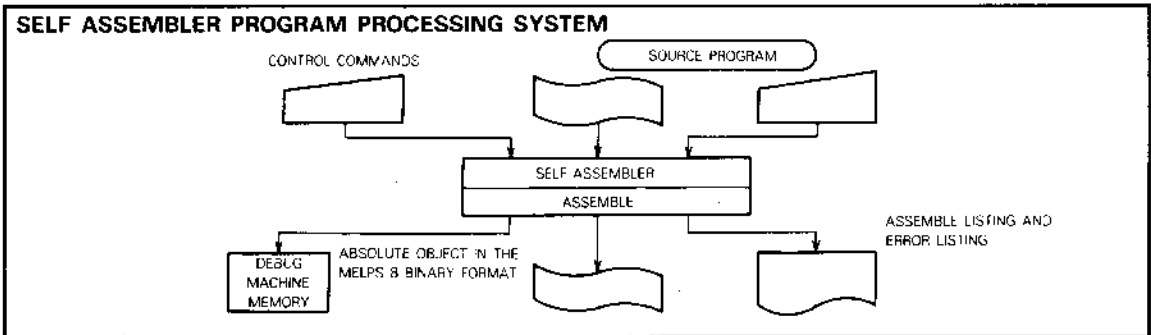 SELF ASSEMBLER PROGRAM PROCESSING SYSTEM
CONTROL COMMANDS
SOURCE PROGRAM
SELF ASSEMBLER
ASSEMBLE
ASSEMBLE LISTING AND
ERROR LISTING
ABSOLUTE OBJECT IN THE
MELPS 8 BINARY FORMAT
DEBUG
MACHINE
MEMORY